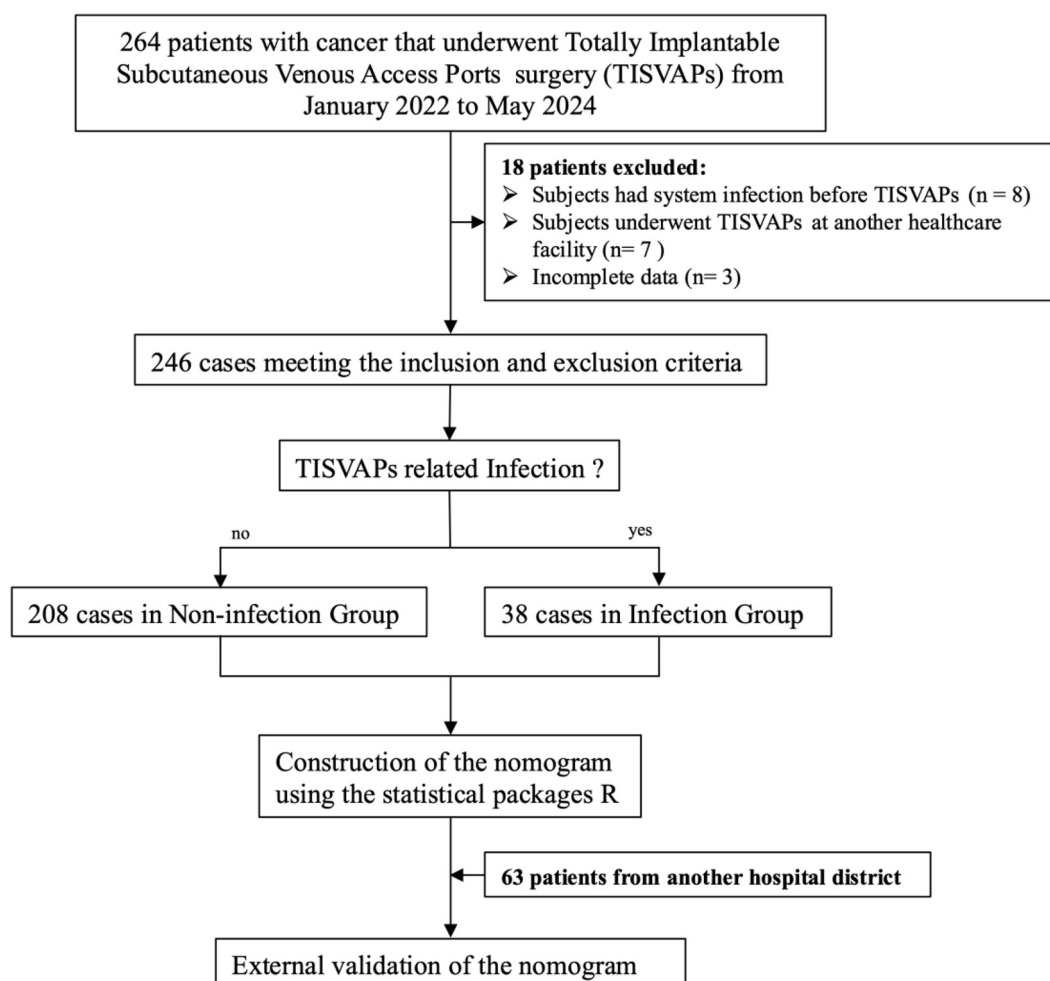 264 patients with cancer that underwent Totally Implantable
Subcutaneous Venous Access Ports surgery (TISVAPs) from
January 2022 to May 2024
18 patients excluded:
➢ Subjects had system infection before TISVAPs (n = 8)
➢ Subjects underwent TISVAPs at another healthcare
facility (n= 7 )
➢ Incomplete data (n= 3)
246 cases meeting the inclusion and exclusion criteria
TISVAPs related Infection ?
no
yes
208 cases in Non-infection Group
38 cases in Infection Group
Construction of the nomogram
using the statistical packages R
63 patients from another hospital district
External validation of the nomogram